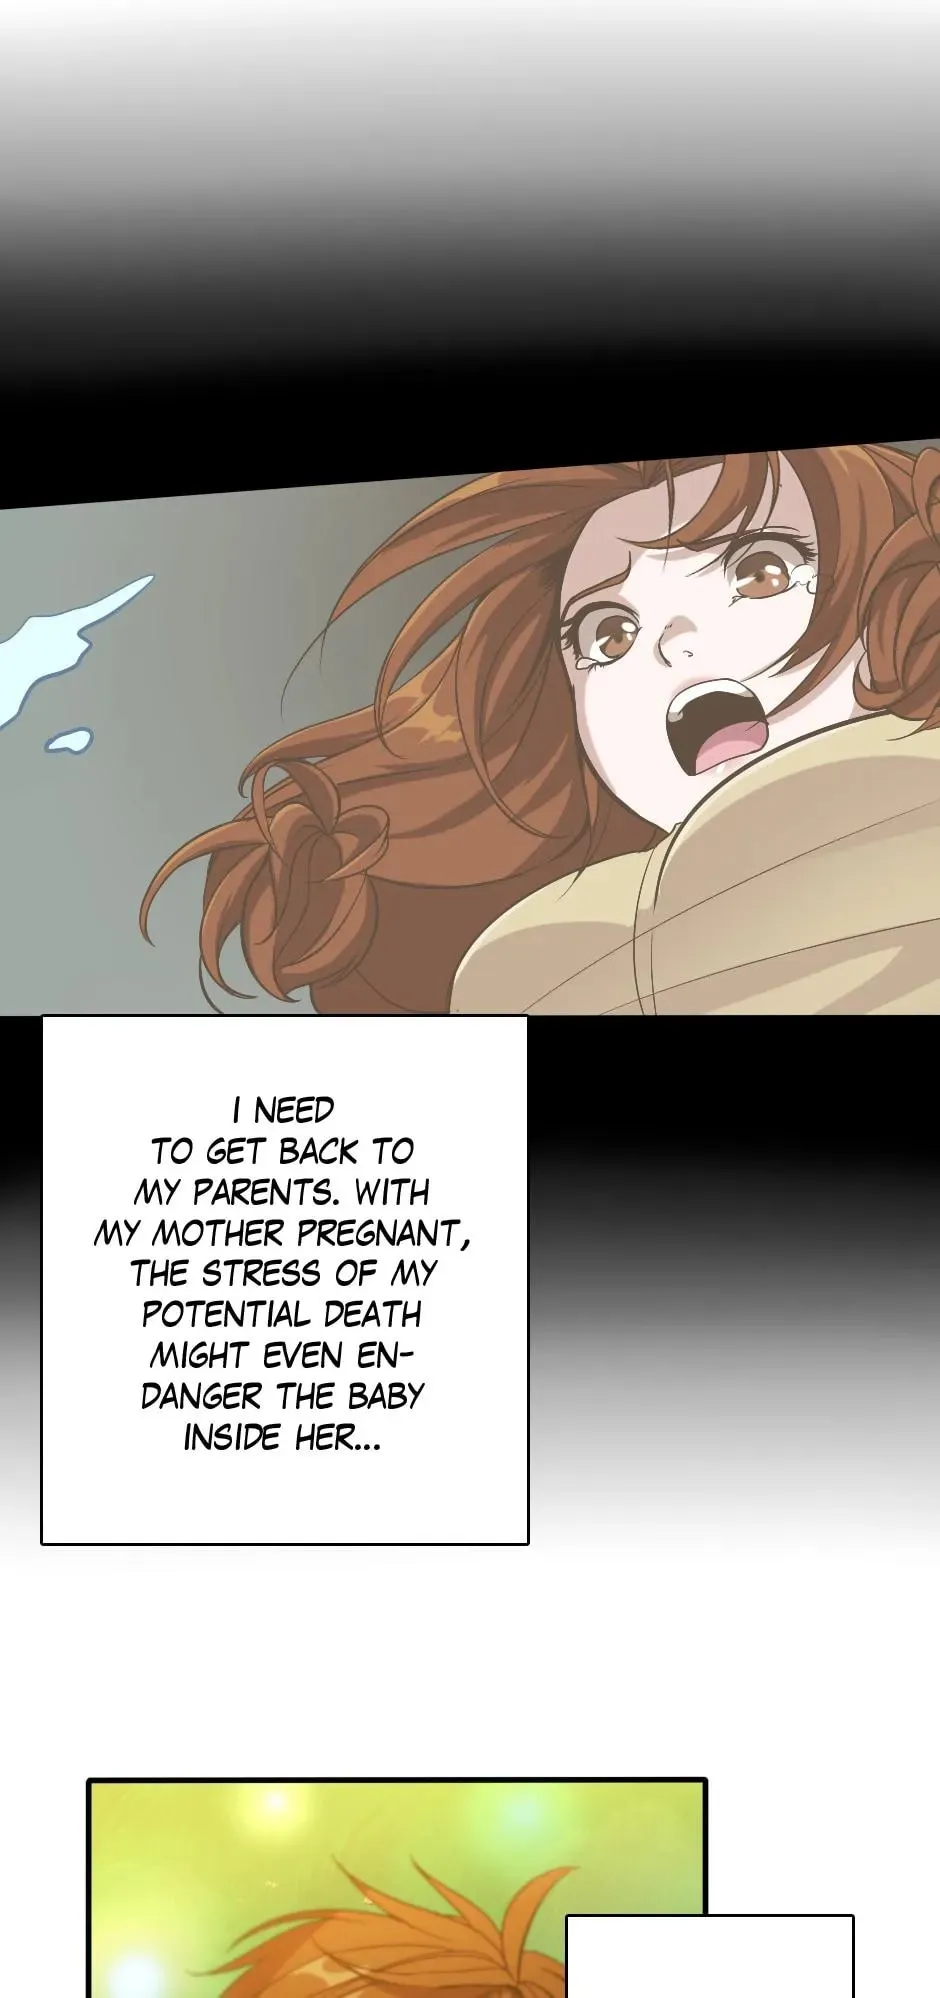 I NEED
TO GET BACK TO
MY PARENTS. WITH
MY MOTHER PREGNANT,
THE STRESS OF MY
POTENTIAL DEATH
MIGHT EVEN EN-
DANGER THE BABY
INSIDE HER...